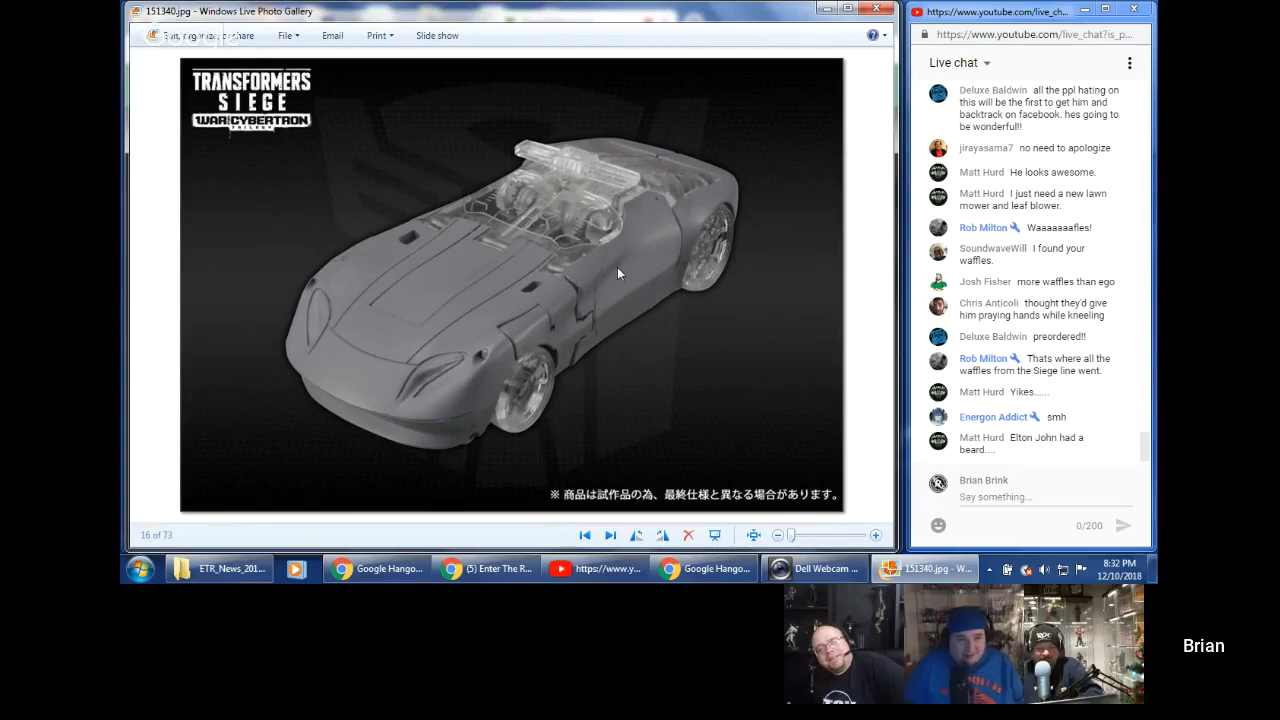 151340.jpg - Windows Live Photo Gallery
Google
File
Email
Print
Slide show
TRANSFORMERS
SIEGE
WAR FOR CYBERTRON
TRILOGY
※ 商品は試作品の為、最終仕様と異なる場合があります。
16 of 73
https://www.youtube.com/live_ch...
https://www.youtube.com/live_chat?is_p...
Live chat
Deluxe Baldwin all the ppl hating on
this will be the first to get him and
backtrack on facebook. hes going to
be wonderful!!
jirayasama7 no need to apologize
Matt Hurd He looks awesome.
Matt Hurd I just need a new lawn
mower and leaf blower.
Rob Milton Waaaaaaafles!
SoundwaveWill I found your
waffles.
Josh Fisher more waffles than ego
Chris Anticoli thought they'd give
him praying hands while kneeling
Deluxe Baldwin preordered!!
Rob Milton Thats where all the
waffles from the Siege line went.
Matt Hurd Yikes......
Energon Addict smh
Matt Hurd Elton John had a
beard....
Brian Brink
Say something...
0/200
ETR_News_201...
Google Hango...
(5) Enter The R...
https://www.y...
Google Hango...
Dell Webcam ...
151340.jpg - W...
8:32 PM
12/10/2018
ROC
Brian